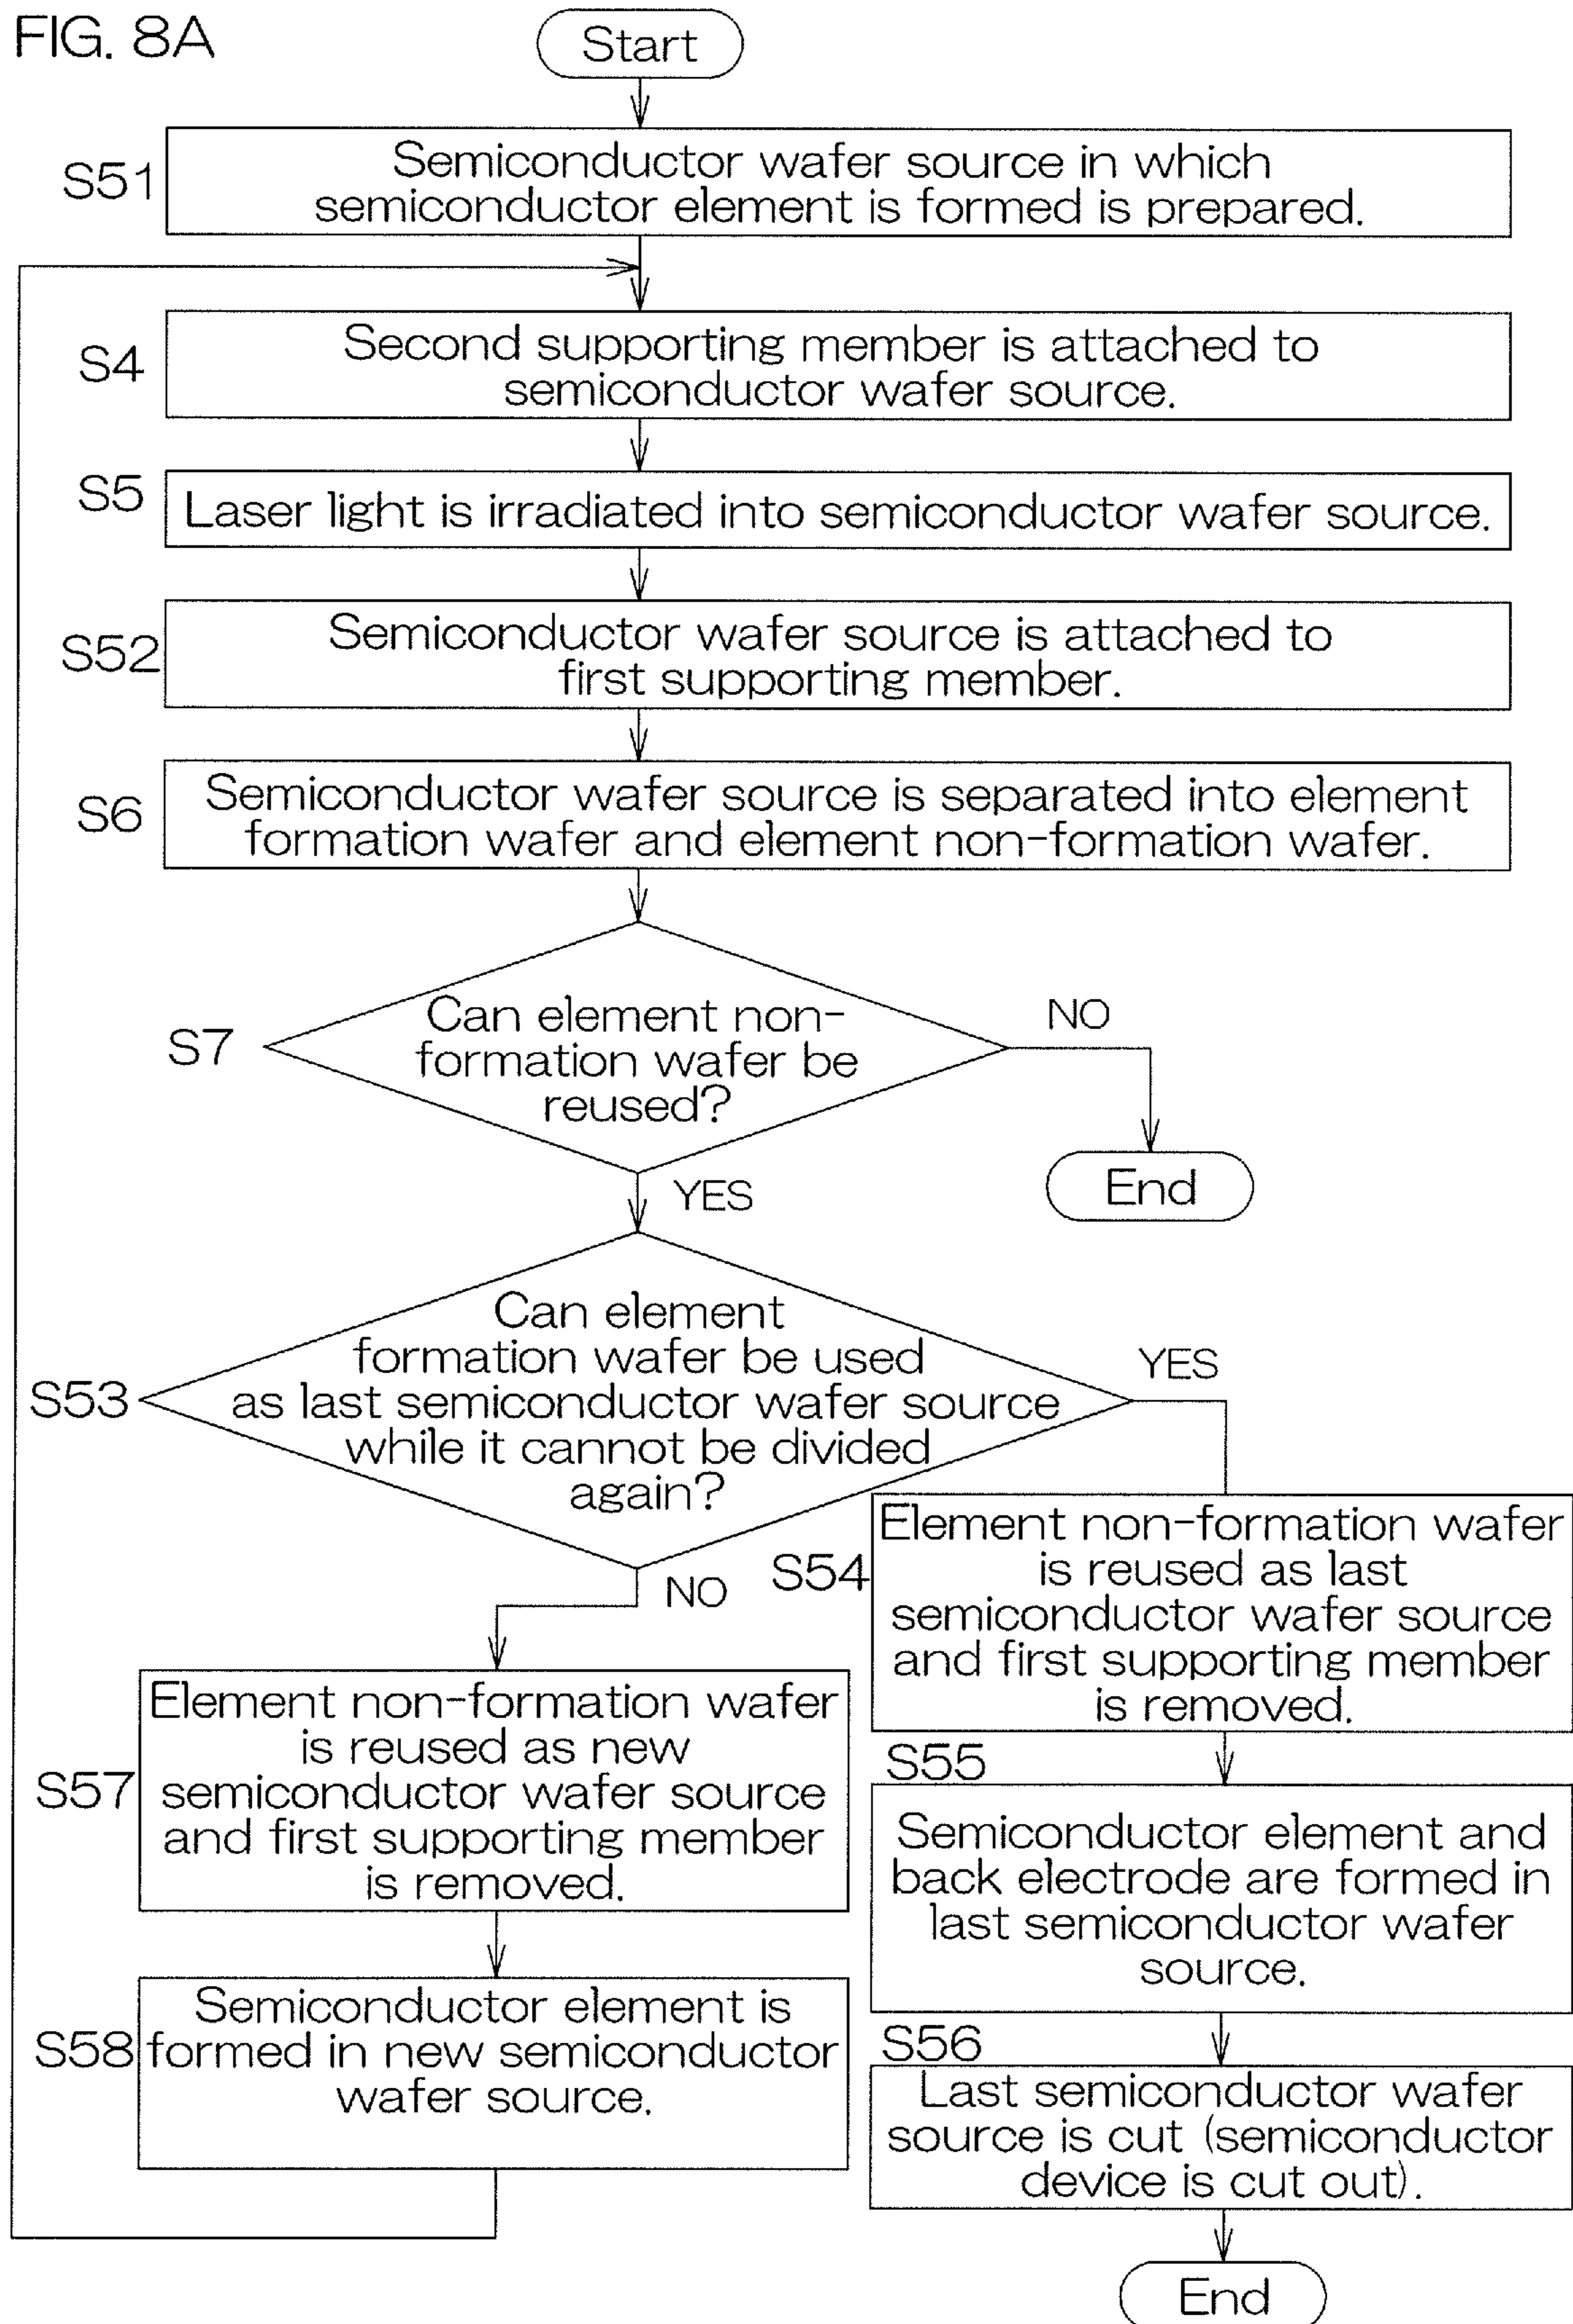 FIG. 8A
Start
S51
Semiconductor wafer source in which
semiconductor element is formed is prepared.
S4
Second supporting member is attached to
semiconductor wafer source.
S5
Laser light is irradiated into semiconductor wafer source.
S52
Semiconductor wafer source is attached to
first supporting member.
S6
Semiconductor wafer source is separated into element
formation wafer and element non-formation wafer.
S7
Can element non-
formation wafer be
reused?
NO
End
YES
S53
Can element
formation wafer be used
as last semiconductor wafer source
while it cannot be divided
again?
YES
NO
S54
Element non-formation wafer
is reused as last
semiconductor wafer source
and first supporting member
is removed.
S57
Element non-formation wafer
is reused as new
semiconductor wafer source
and first supporting member
is removed.
S55
Semiconductor element and
back electrode are formed in
last semiconductor wafer
source.
S58
Semiconductor element is
formed in new semiconductor
wafer source.
S56
Last semiconductor wafer
source is cut (semiconductor
device is cut out).
End